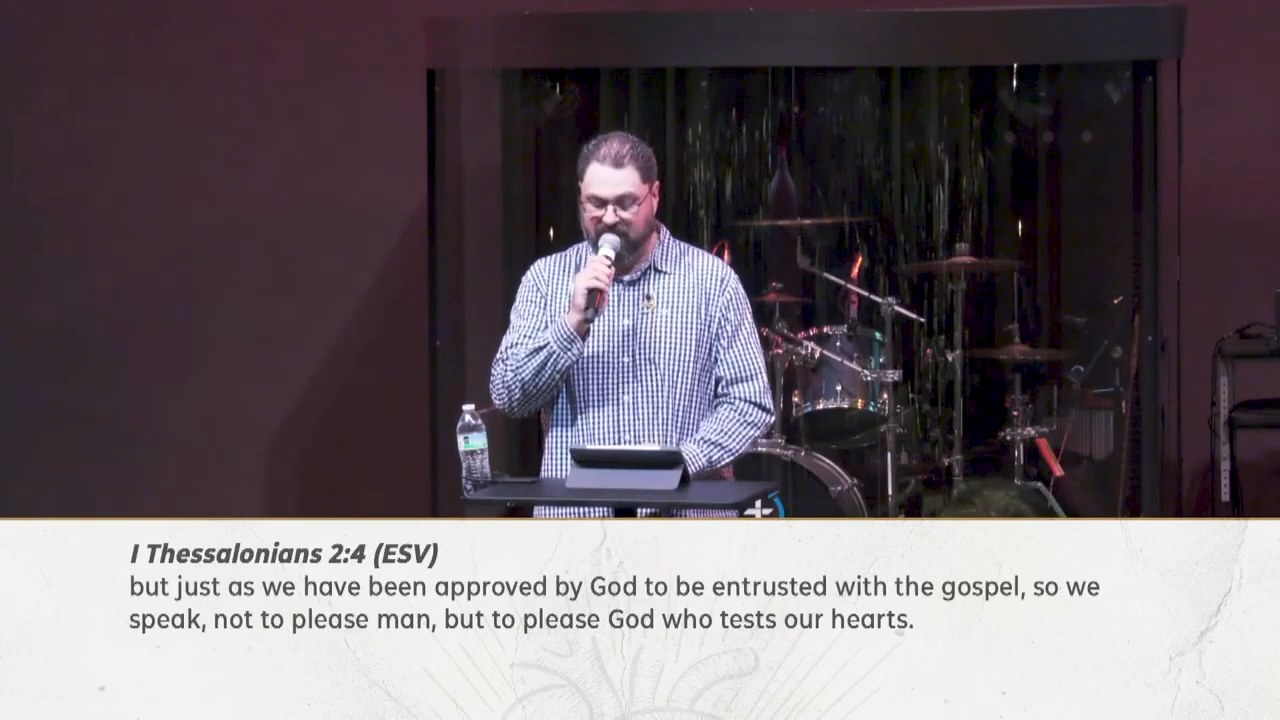 I Thessalonians 2:4 (ESV)
but just as we have been approved by God to be entrusted with the gospel, so we
speak, not to please man, but to please God who tests our hearts.